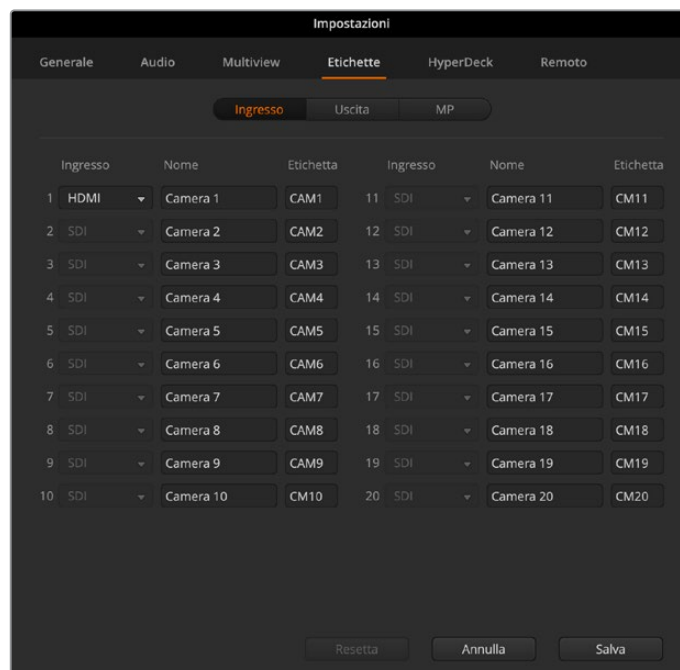 Impostazioni
Generale Audio Multiview Etichette HyperDeck Remoto
Ingresso Uscita MP
Ingresso Nome Etichetta Ingresso Nome Etichetta
1 HDMI Camera 1 CAM1 11 SDI Camera 11 CM11
2 SDI Camera 2 CAM2 12 SDI Camera 12 CM12
3 SDI Camera 3 CAM3 13 SDI Camera 13 CM13
4 SDI Camera 4 CAM4 14 SDI Camera 14 CM14
5 SDI Camera 5 CAM5 15 SDI Camera 15 CM15
6 SDI Camera 6 CAM6 16 SDI Camera 16 CM16
7 SDI Camera 7 CAM7 17 SDI Camera 17 CM17
8 SDI Camera 8 CAM8 18 SDI Camera 18 CM18
9 SDI Camera 9 CAM9 19 SDI Camera 19 CM19
10 SDI Camera 10 CM10 20 SDI Camera 20 CM20
Resetta Annulla Salva